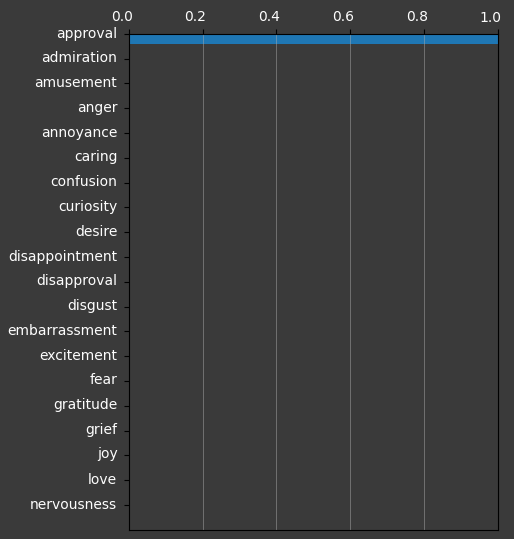 0.0 0.2 0.4 0.6 0.8 1.0
approval
admiration
amusement
anger
annoyance
caring
confusion
curiosity
desire
disappointment
disapproval
disgust
embarrassment
excitement
fear
gratitude
grief
joy
love
nervousness